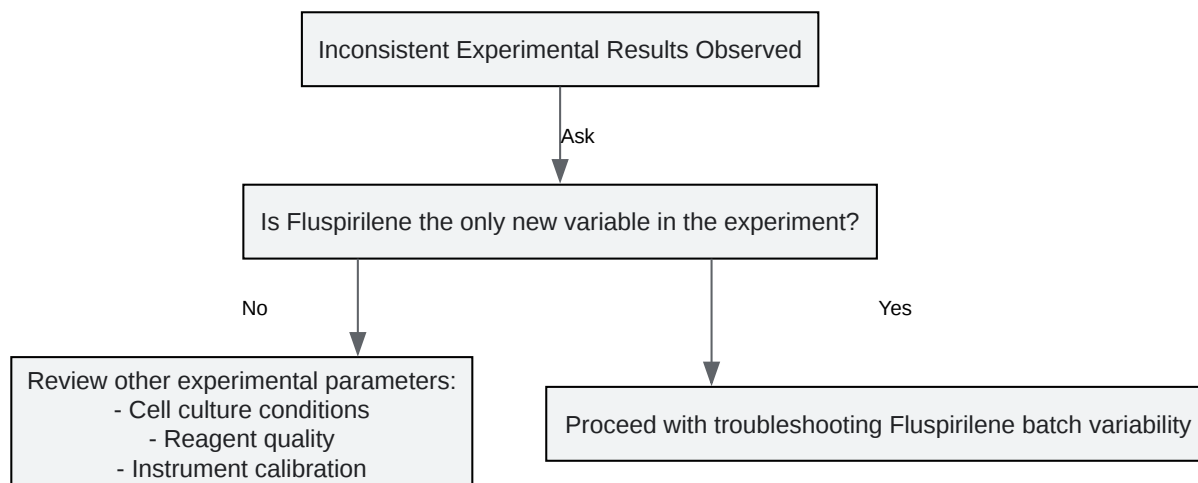 Inconsistent Experimental Results Observed
Ask
Is Fluspirilene the only new variable in the experiment?
No
Yes
Review other experimental parameters:
- Cell culture conditions
- Reagent quality
- Instrument calibration
Proceed with troubleshooting Fluspirilene batch variability